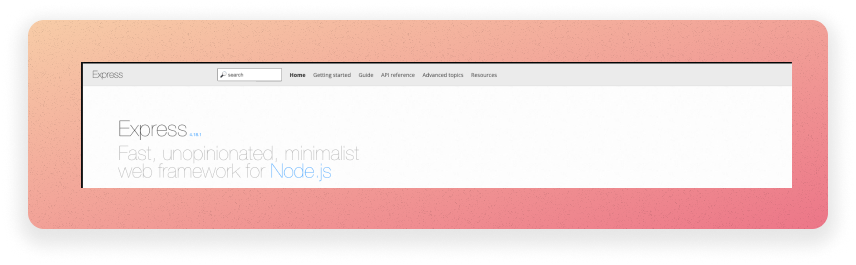 Express
search
Home Getting started Guide API reference Advanced topics Resources
Express
Fast, unopinionated, minimalist
web framework for Node.js